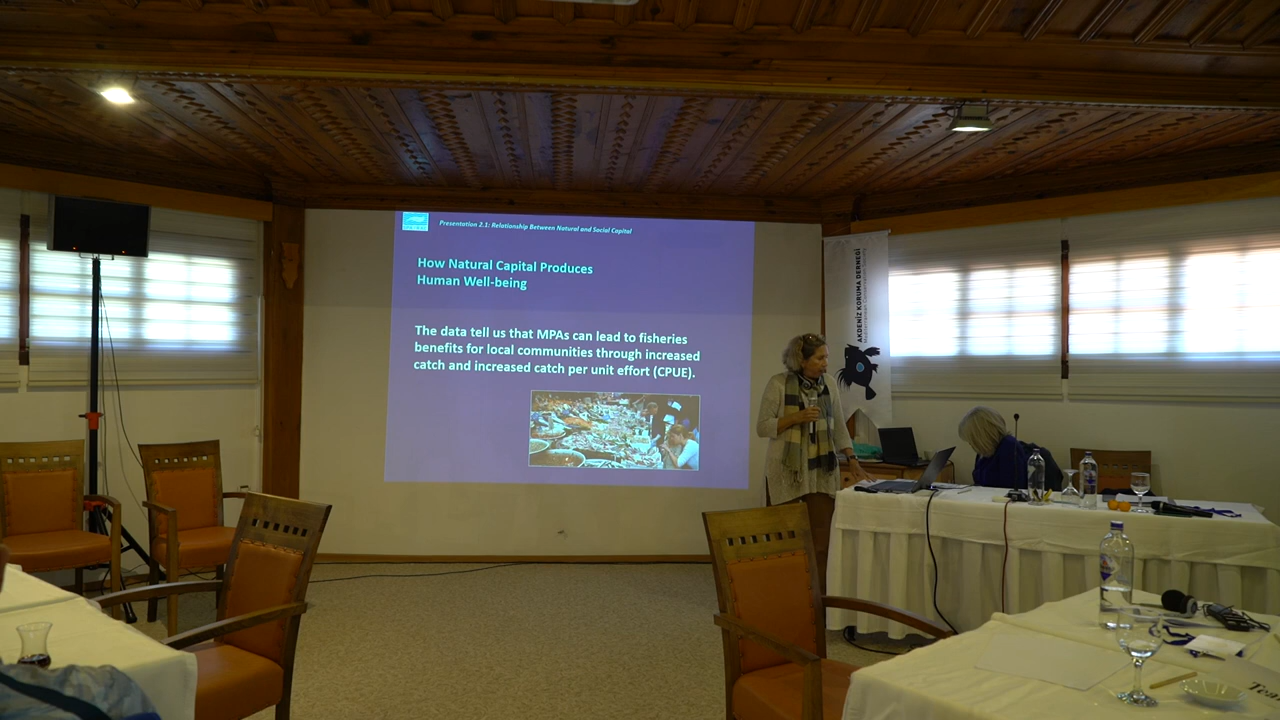 Presentation 2.1: Relationship Between Natural and Social Capital
How Natural Capital Produces
Human Well-being
The data tell us that MPAs can lead to fisheries
benefits for local communities through increased
catch and increased catch per unit effort (CPUE).
AKDENİZ KORUMA DERNEĞİ